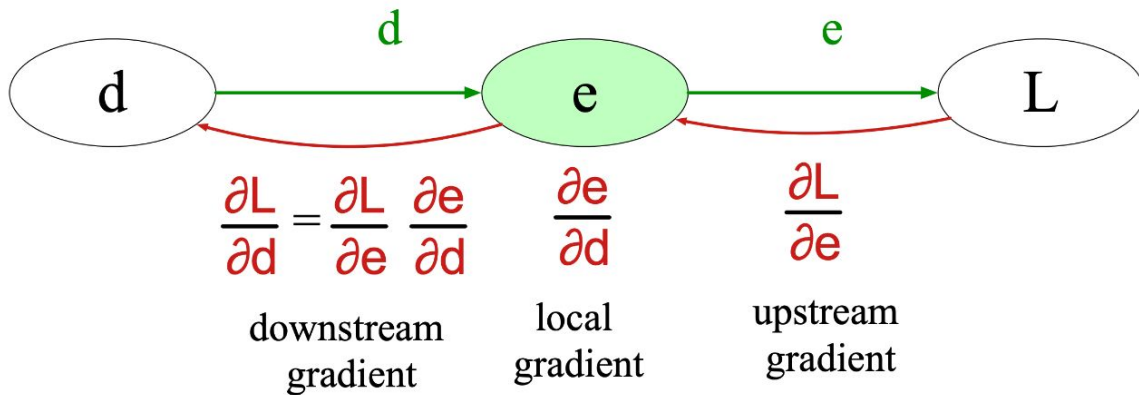 d e
d e L
∂L/∂d = ∂L/∂e ∂e/∂d ∂e/∂d ∂L/∂e
downstream gradient
local gradient
upstream gradient